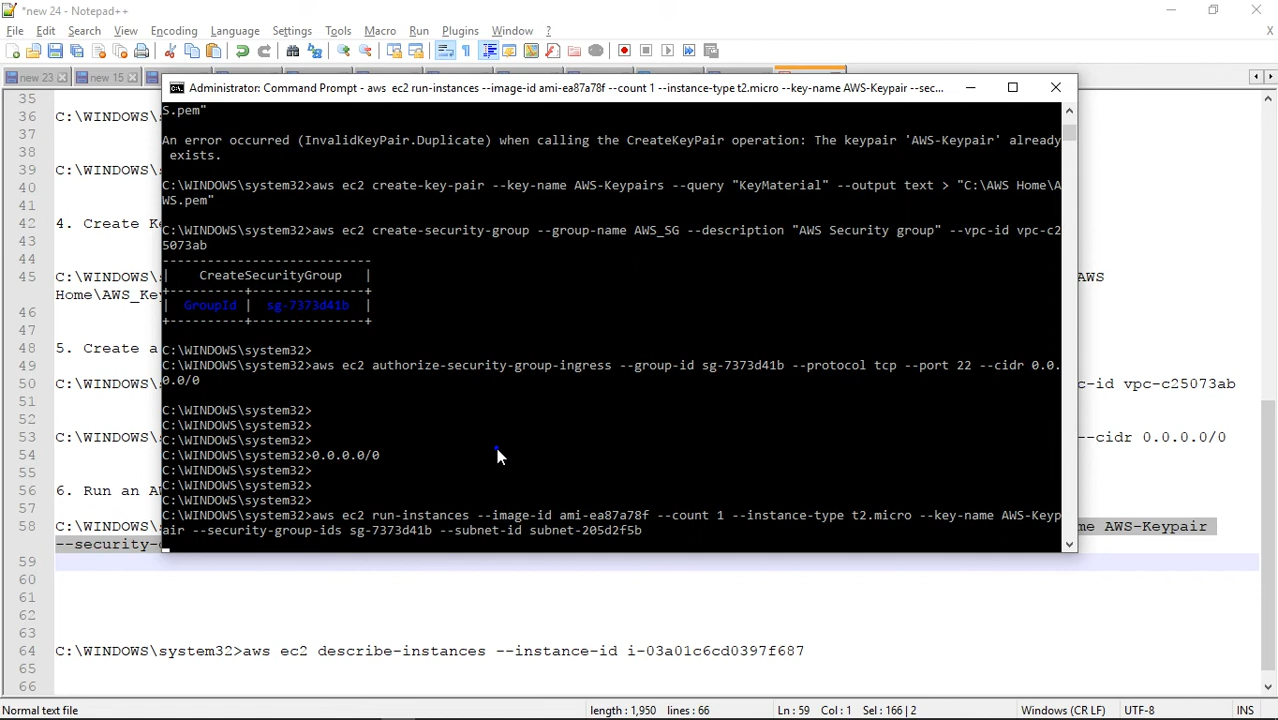 *new 24 - Notepad++
File Edit Search View Encoding Language Settings Tools Macro Run Plugins Window ?
X
new 23 new 15
Administrator: Command Prompt - aws ec2 run-instances --image-id ami-ea87a78f --count 1 --instance-type t2.micro --key-name AWS-Keypair --sec...
S.pem"
An error occurred (InvalidKeyPair.Duplicate) when calling the CreateKeyPair operation: The keypair 'AWS-Keypair' already
exists.
C:\WINDOWS\system32>aws ec2 create-key-pair --key-name AWS-Keypairs --query "KeyMaterial" --output text > "C:\AWS Home\A
WS.pem"
C:\WINDOWS\system32>aws ec2 create-security-group --group-name AWS_SG --description "AWS Security group" --vpc-id vpc-c2
5073ab
-----------------------------
| CreateSecurityGroup |
+----------+----------------+
| GroupId | sg-7373d41b |
+----------+----------------+
C:\WINDOWS\system32>
C:\WINDOWS\system32>aws ec2 authorize-security-group-ingress --group-id sg-7373d41b --protocol tcp --port 22 --cidr 0.0.
0.0/0
C:\WINDOWS\system32>
C:\WINDOWS\system32>
C:\WINDOWS\system32>
C:\WINDOWS\system32>0.0.0.0/0
C:\WINDOWS\system32>
C:\WINDOWS\system32>
C:\WINDOWS\system32>
C:\WINDOWS\system32>aws ec2 run-instances --image-id ami-ea87a78f --count 1 --instance-type t2.micro --key-name AWS-Keyp
air --security-group-ids sg-7373d41b --subnet-id subnet-205d2f5b
35
36 C:\WINDOWS\
37
38
39 C:\WINDOWS\
40
41
42 4. Create Ke
43
44
45 C:\WINDOWS\ AWS
Home\AWS_Ke
46
47
48 5. Create a
49
50 C:\WINDOWS\ c-id vpc-c25073ab
51
52
53 C:\WINDOWS\ --cidr 0.0.0.0/0
54
55
56 6. Run an A
57
58 C:\WINDOWS\ me AWS-Keypair
--security-
59
60
61
62
63
64 C:\WINDOWS\system32>aws ec2 describe-instances --instance-id i-03a01c6cd0397f687
65
66
Normal text file length : 1,950 lines : 66 Ln : 59 Col : 1 Sel : 166 | 2 Windows (CR LF) UTF-8 INS